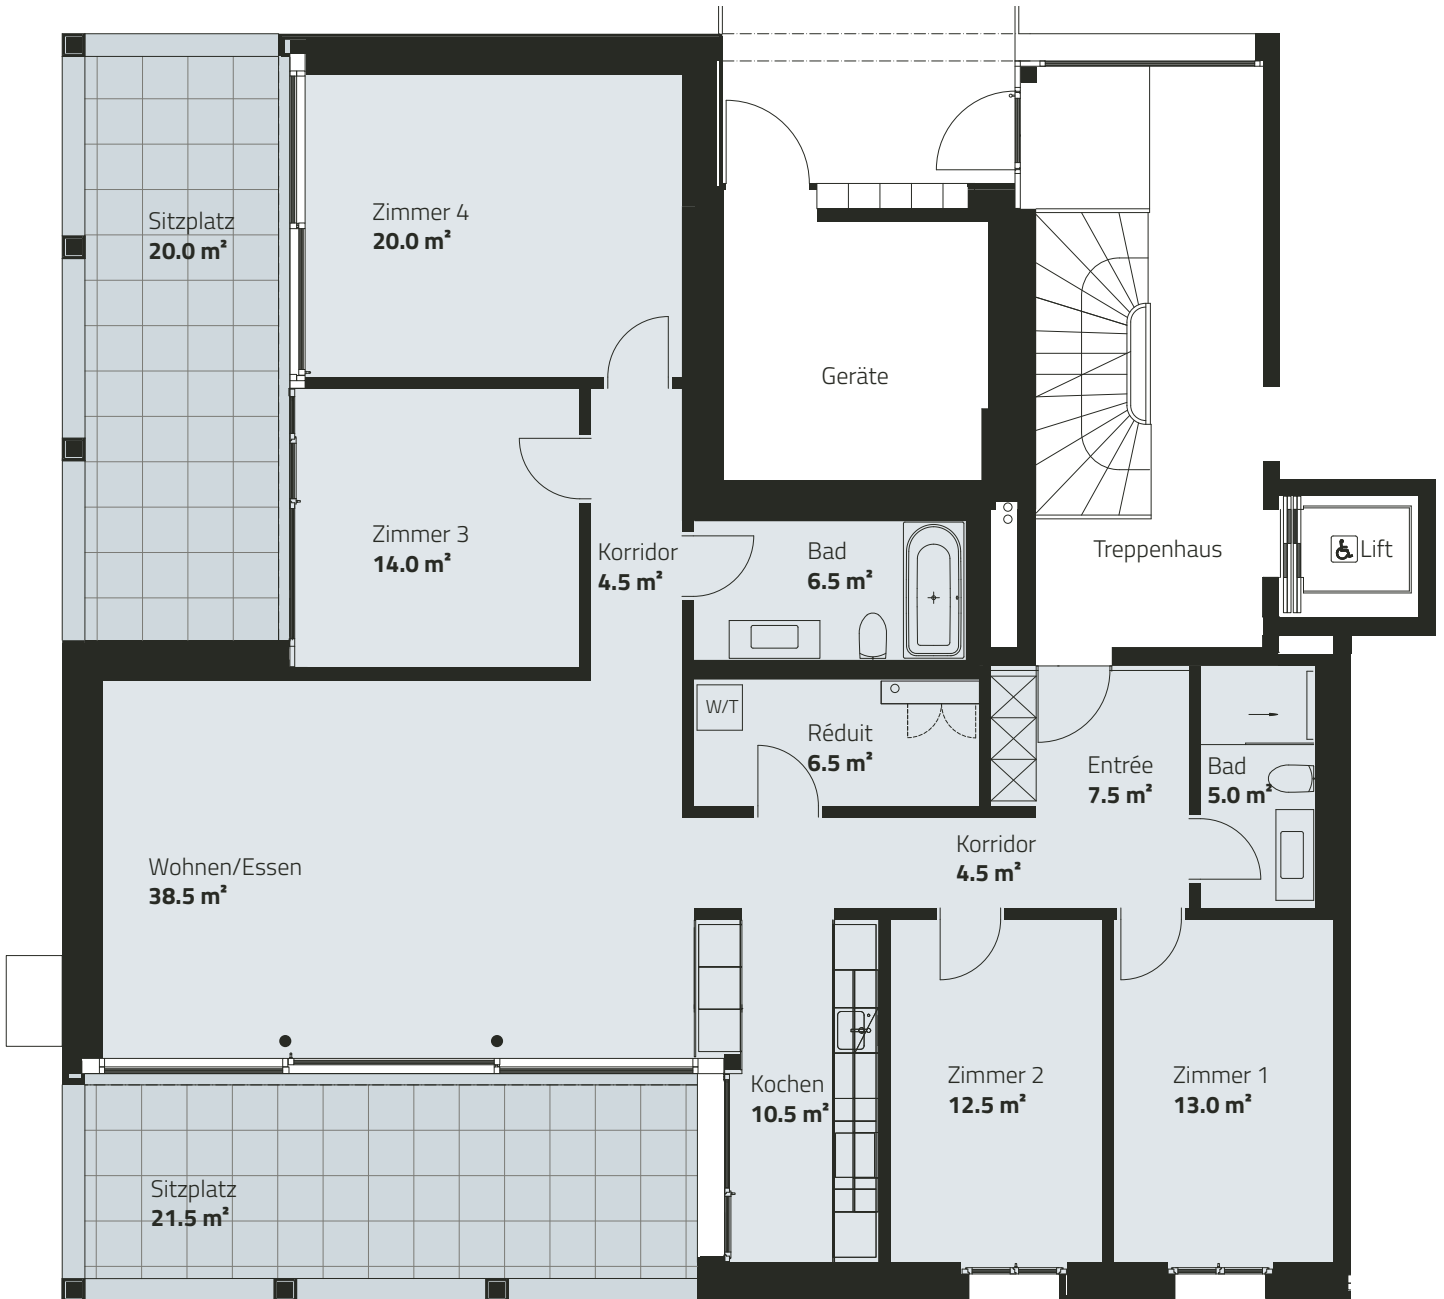 Sitzplatz
20.0 m²
Zimmer 4
20.0 m²
Geräte
Zimmer 3
14.0 m²
Korridor
4.5 m²
Bad
6.5 m²
Treppenhaus
Lift
W/T
Réduit
6.5 m²
Entrée
7.5 m²
Bad
5.0 m²
Wohnen/Essen
38.5 m²
Korridor
4.5 m²
Kochen
10.5 m²
Zimmer 2
12.5 m²
Zimmer 1
13.0 m²
Sitzplatz
21.5 m²